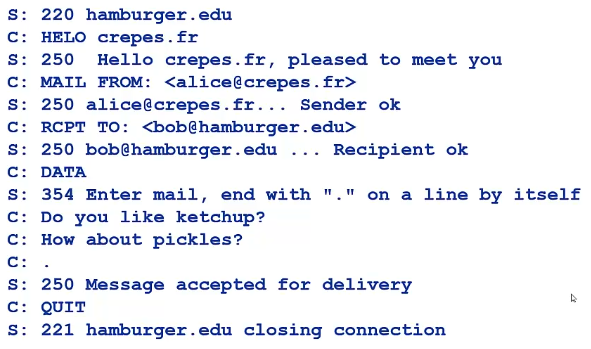 S: 220 hamburger.edu
C: HELO crepes.fr
S: 250  Hello crepes.fr, pleased to meet you
C: MAIL FROM: <alice@crepes.fr>
S: 250 alice@crepes.fr... Sender ok
C: RCPT TO: <bob@hamburger.edu>
S: 250 bob@hamburger.edu ... Recipient ok
C: DATA
S: 354 Enter mail, end with "." on a line by itself
C: Do you like ketchup?
C: How about pickles?
C: .
S: 250 Message accepted for delivery
C: QUIT
S: 221 hamburger.edu closing connection